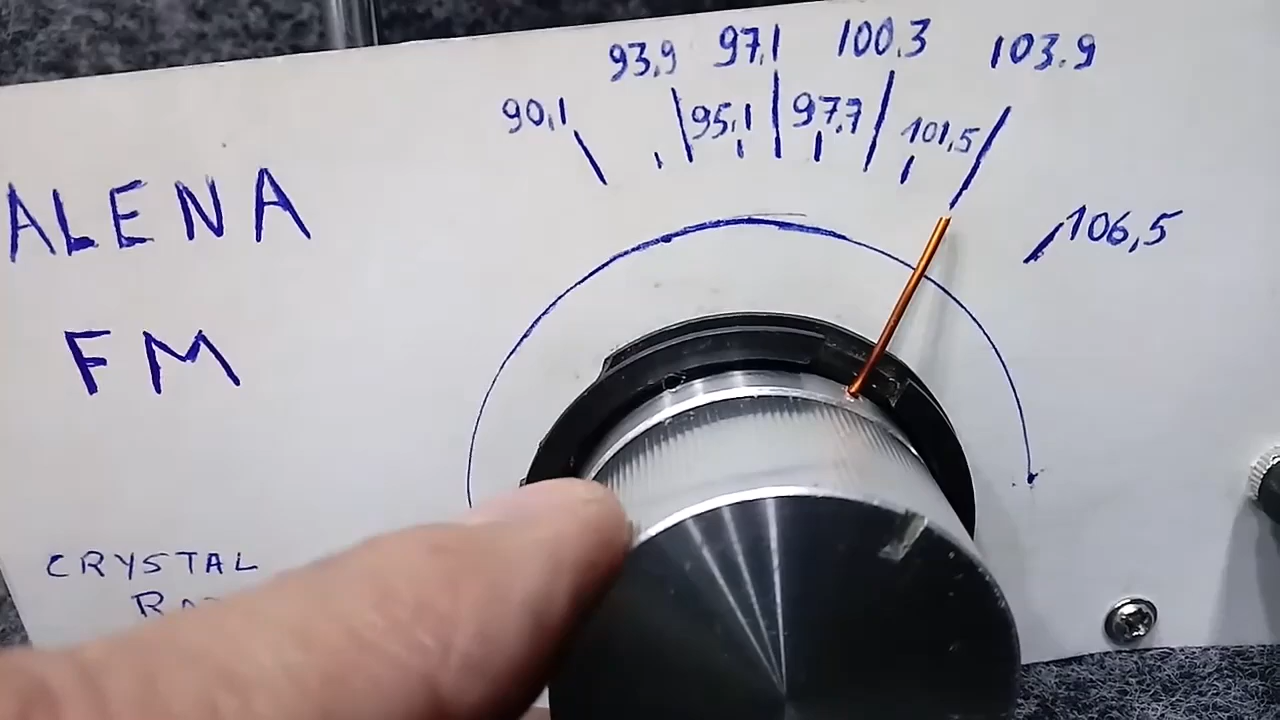 93,9 97,1 100.3 103.9
90,1 95,1 97,7 101,5
106,5
ALENA
FM
CRYSTAL